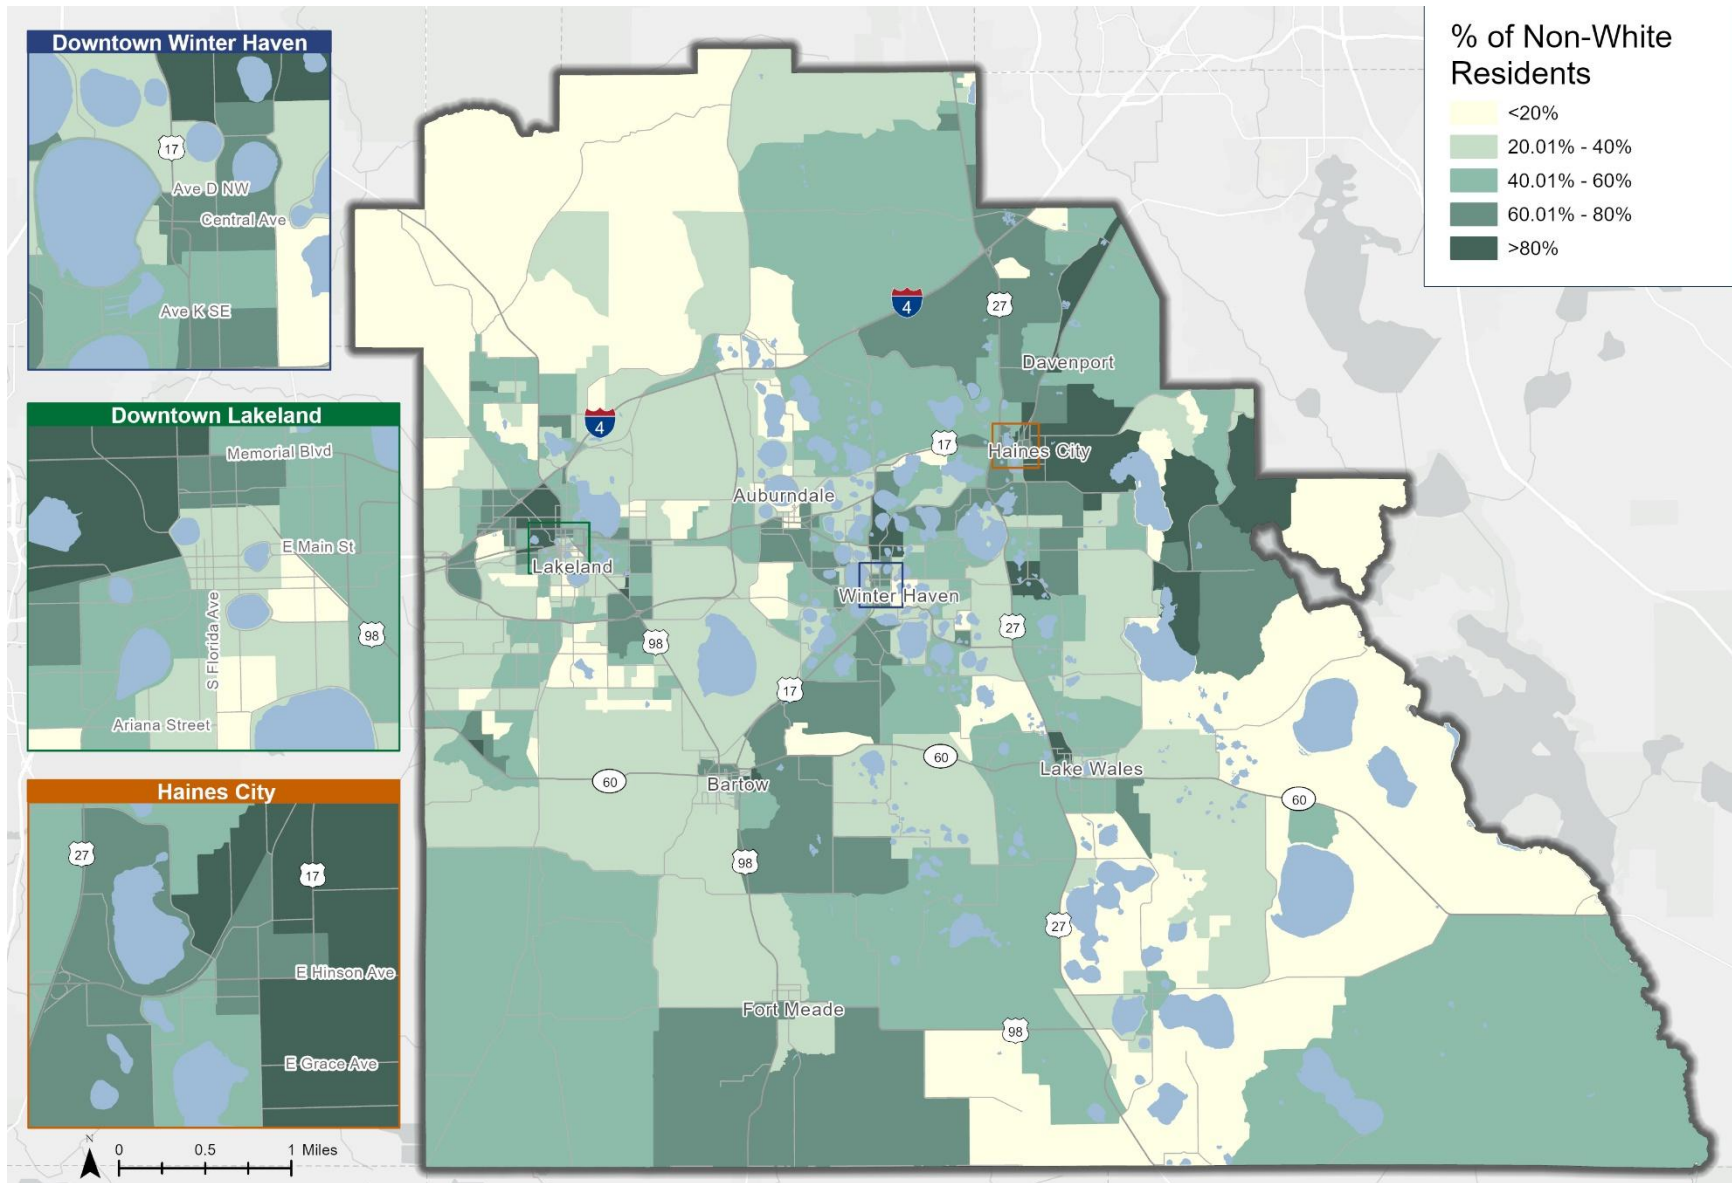 Downtown Winter Haven
17
Ave D NW
Central Ave
Ave K SE
Downtown Lakeland
Memorial Blvd
E Main St
S Florida Ave
98
Ariana Street
Haines City
27
17
E Hinson Ave
E Grace Ave
N
0 0.5 1 Miles
% of Non-White
Residents
<20%
20.01% - 40%
40.01% - 60%
60.01% - 80%
>80%
4
27
Davenport
4
17
Haines City
Auburndale
Lakeland
Winter Haven
98
27
17
60
Bartow
60
Lake Wales
60
98
27
Fort Meade
98